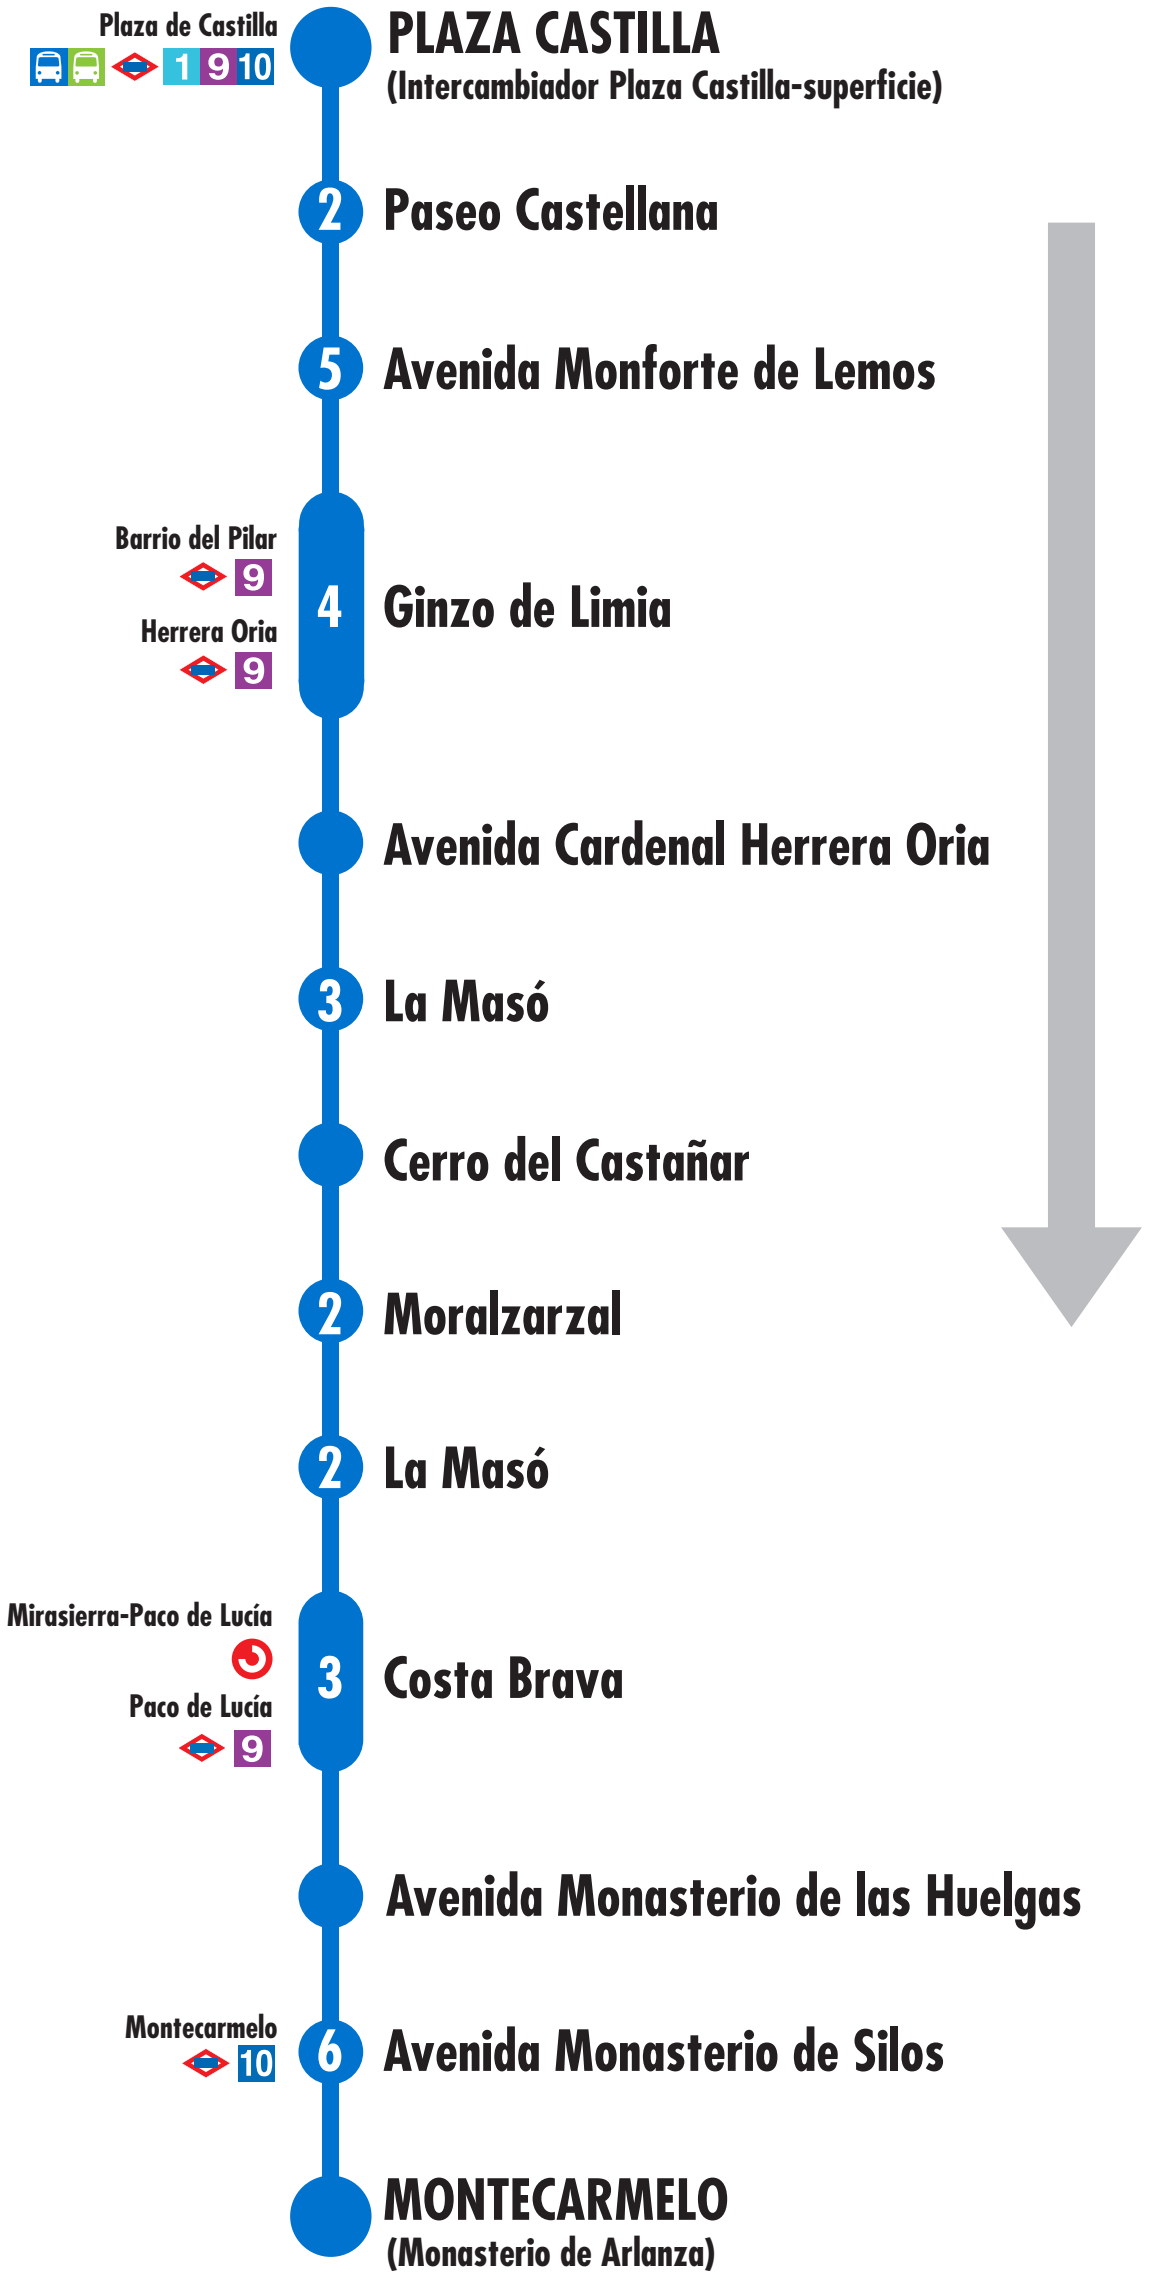 Plaza de Castilla
1 9 10
PLAZA CASTILLA
(Intercambiador Plaza Castilla-superficie)
2 Paseo Castellana
5 Avenida Monforte de Lemos
Barrio del Pilar
9
Herrera Oria
9
4 Ginzo de Limia
Avenida Cardenal Herrera Oria
3 La Masó
Cerro del Castañar
2 Moralzarzal
2 La Masó
Mirasierra-Paco de Lucía
Paco de Lucía
9
3 Costa Brava
Avenida Monasterio de las Huelgas
Montecarmelo
10
6 Avenida Monasterio de Silos
MONTECARMELO
(Monasterio de Arlanza)